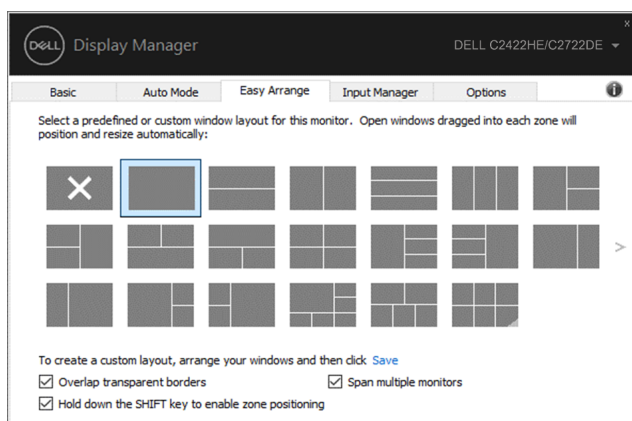 x
DELL Display Manager DELL C2422HE/C2722DE
Basic Auto Mode Easy Arrange Input Manager Options i
Select a predefined or custom window layout for this monitor. Open windows dragged into each zone will
position and resize automatically:
>
To create a custom layout, arrange your windows and then click Save
Overlap transparent borders Span multiple monitors
Hold down the SHIFT key to enable zone positioning